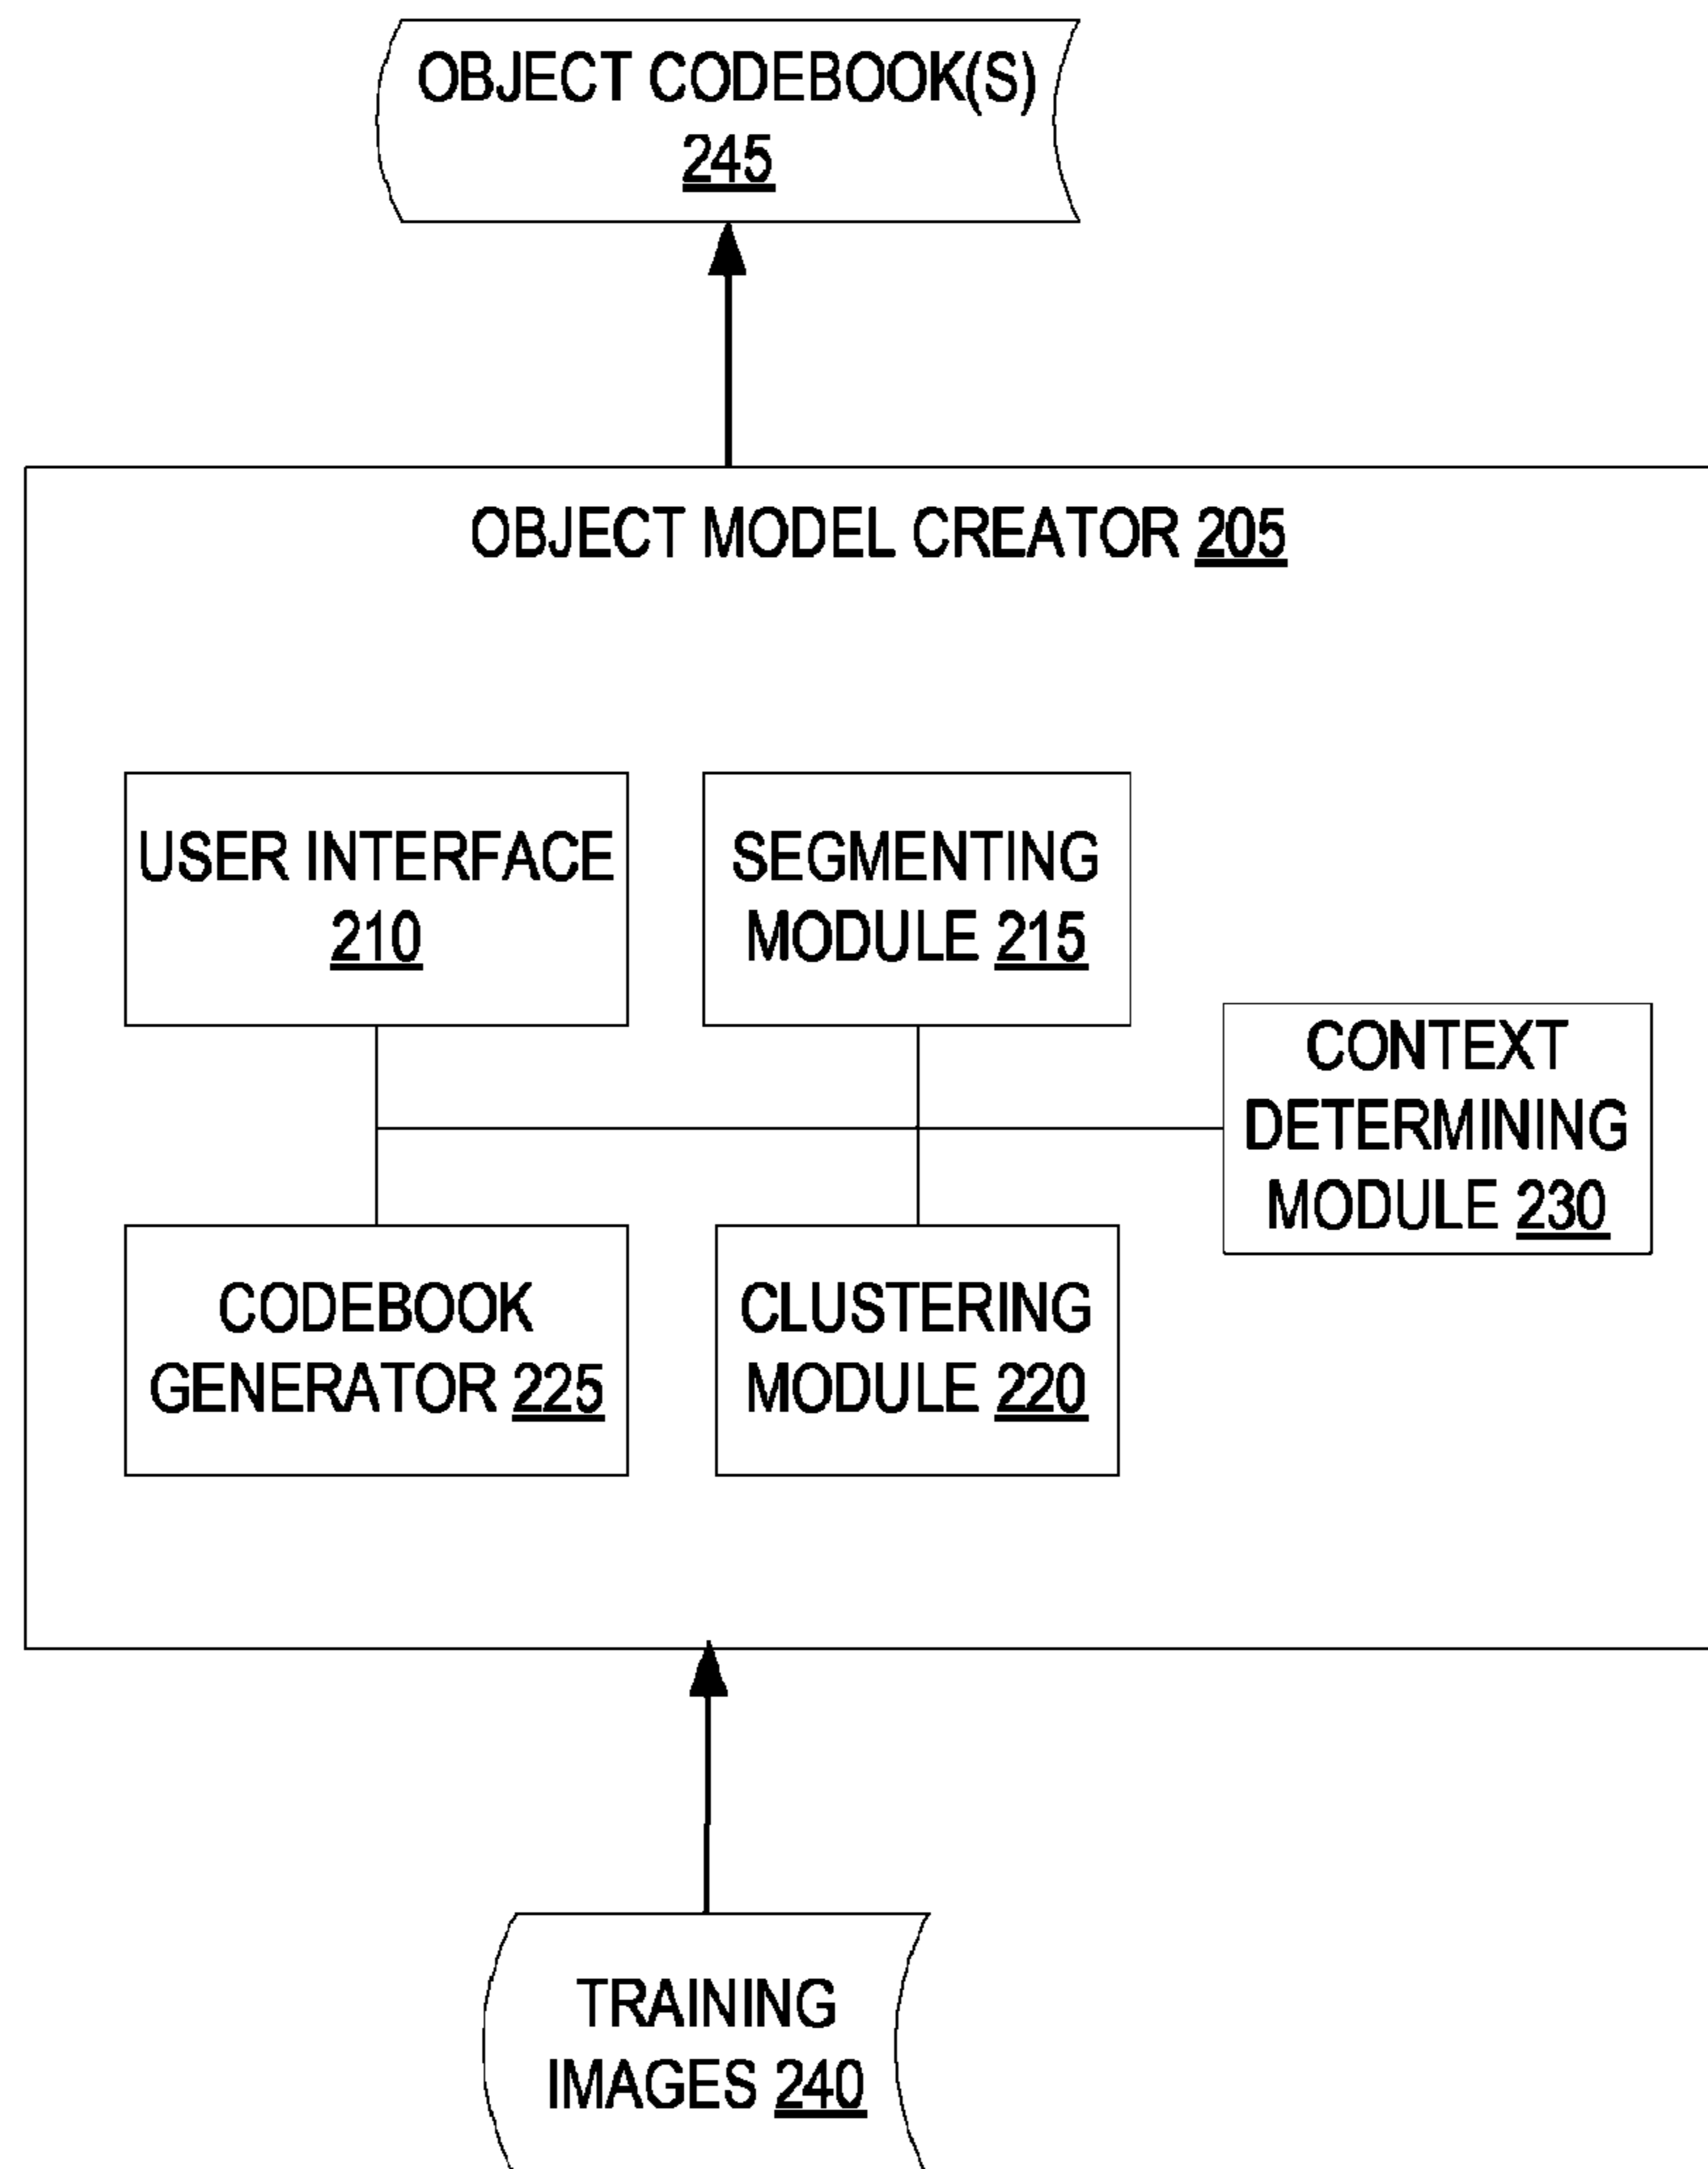 OBJECT CODEBOOK(S)
245
OBJECT MODEL CREATOR 205
USER INTERFACE
210
SEGMENTING
MODULE 215
CONTEXT
DETERMINING
MODULE 230
CODEBOOK
GENERATOR 225
CLUSTERING
MODULE 220
TRAINING
IMAGES 240